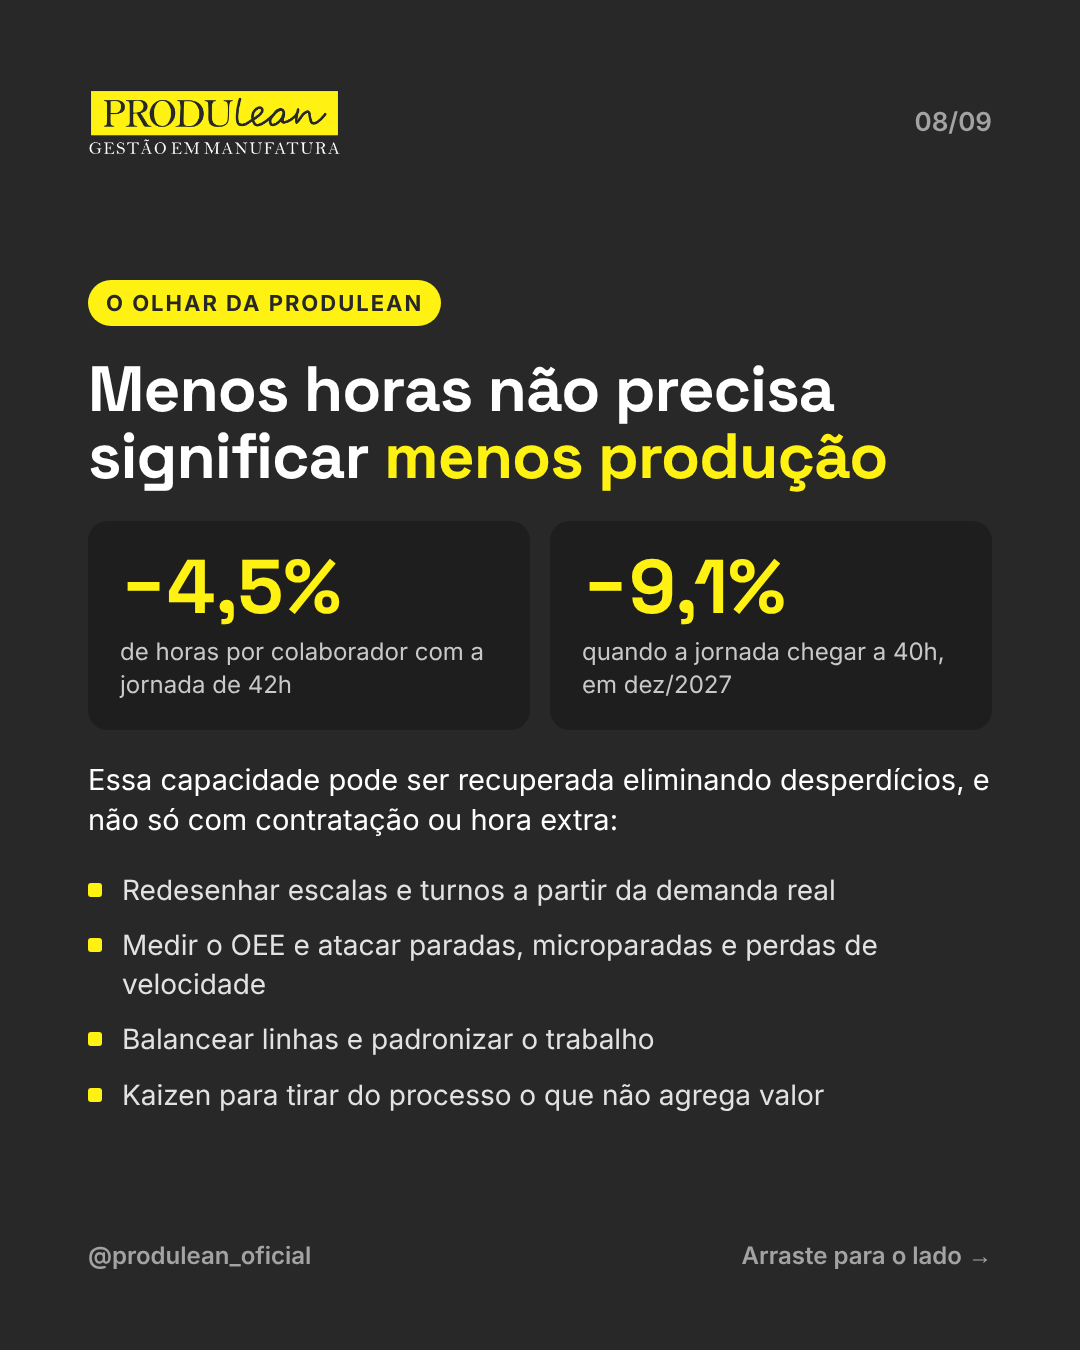 PRODUlean
GESTÃO EM MANUFATURA
08/09
O OLHAR DA PRODULEAN
Menos horas não precisa
significar menos produção
−4,5%
de horas por colaborador com a
jornada de 42h
−9,1%
quando a jornada chegar a 40h,
em dez/2027
Essa capacidade pode ser recuperada eliminando desperdícios, e
não só com contratação ou hora extra:
Redesenhar escalas e turnos a partir da demanda real
Medir o OEE e atacar paradas, microparadas e perdas de
velocidade
Balancear linhas e padronizar o trabalho
Kaizen para tirar do processo o que não agrega valor
@produlean_oficial
Arraste para o lado →